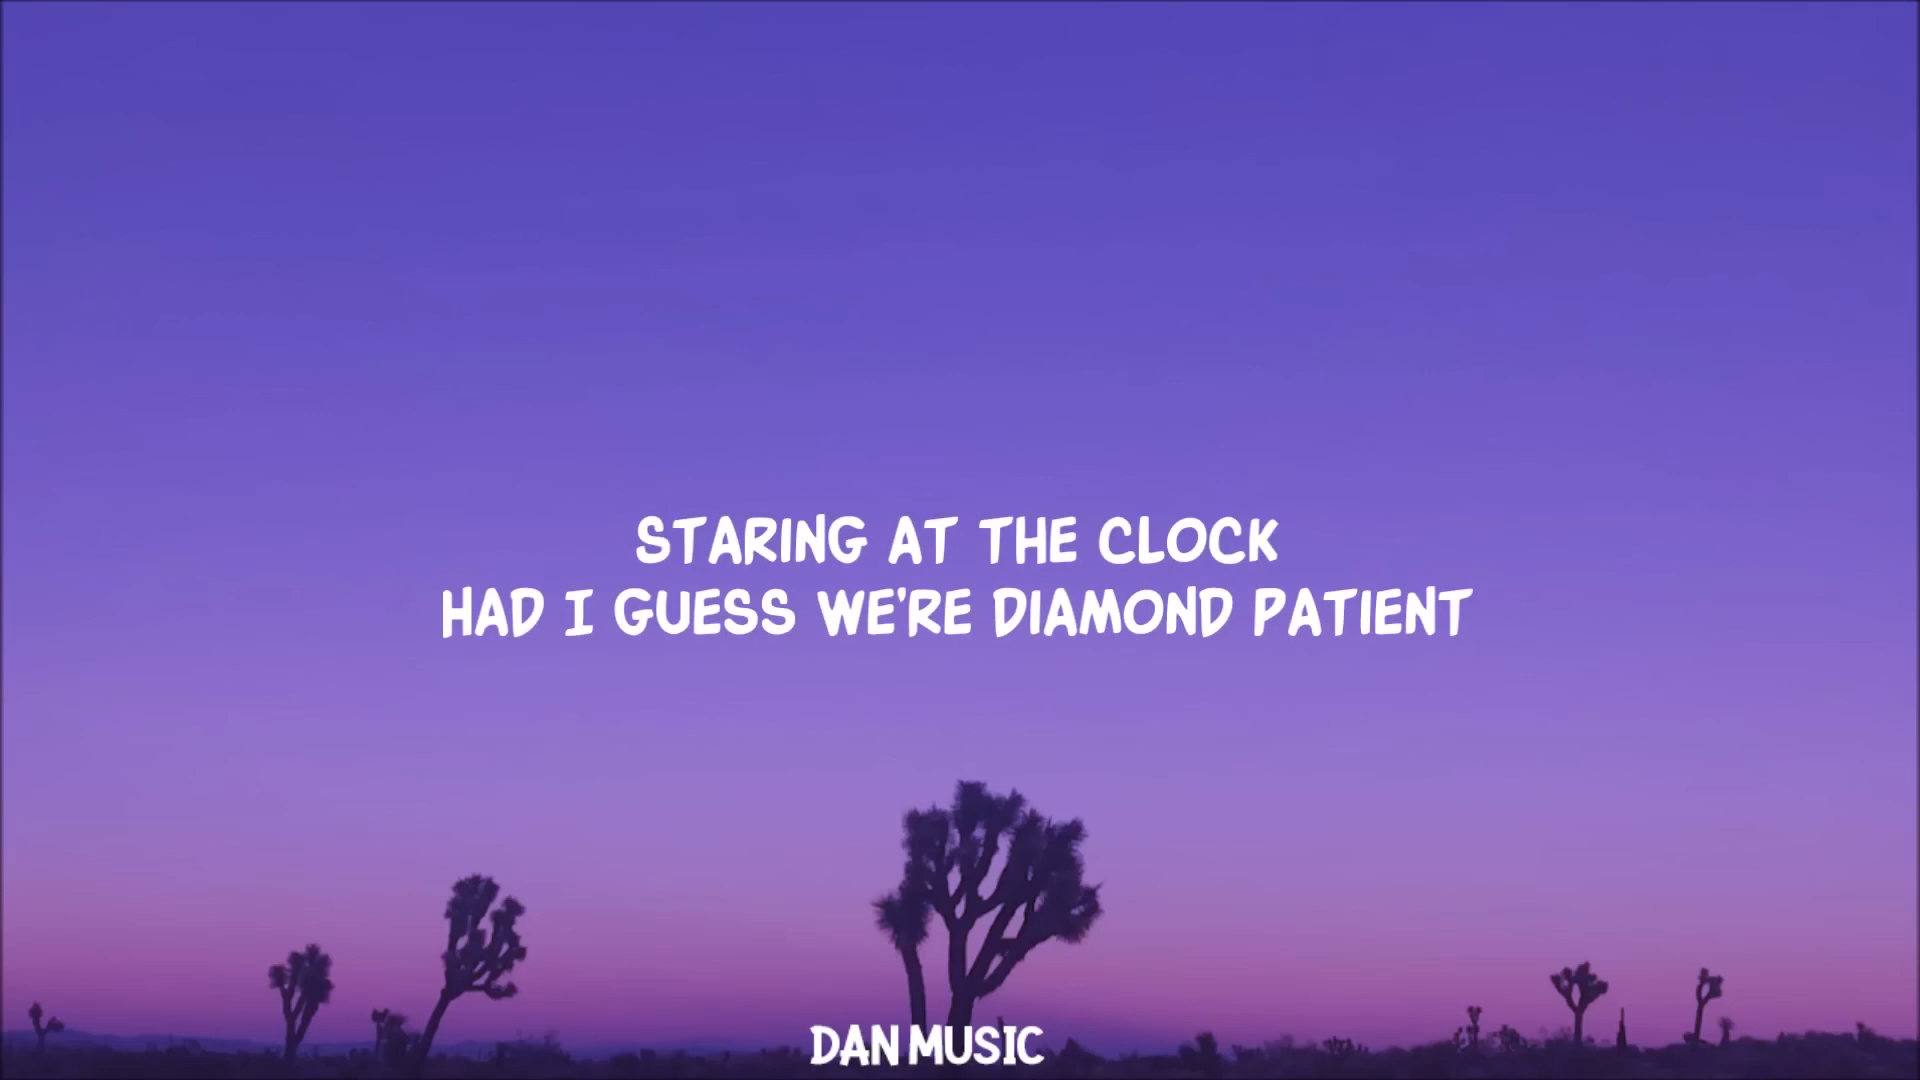 STARING AT THE CLOCK
HAD I GUESS WE'RE DIAMOND PATIENT
DAN MUSIC